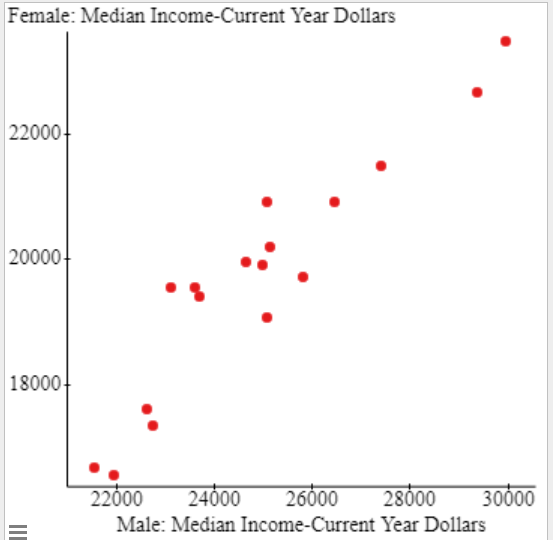 Female: Median Income-Current Year Dollars
22000
20000
18000
22000 24000 26000 28000 30000
Male: Median Income-Current Year Dollars